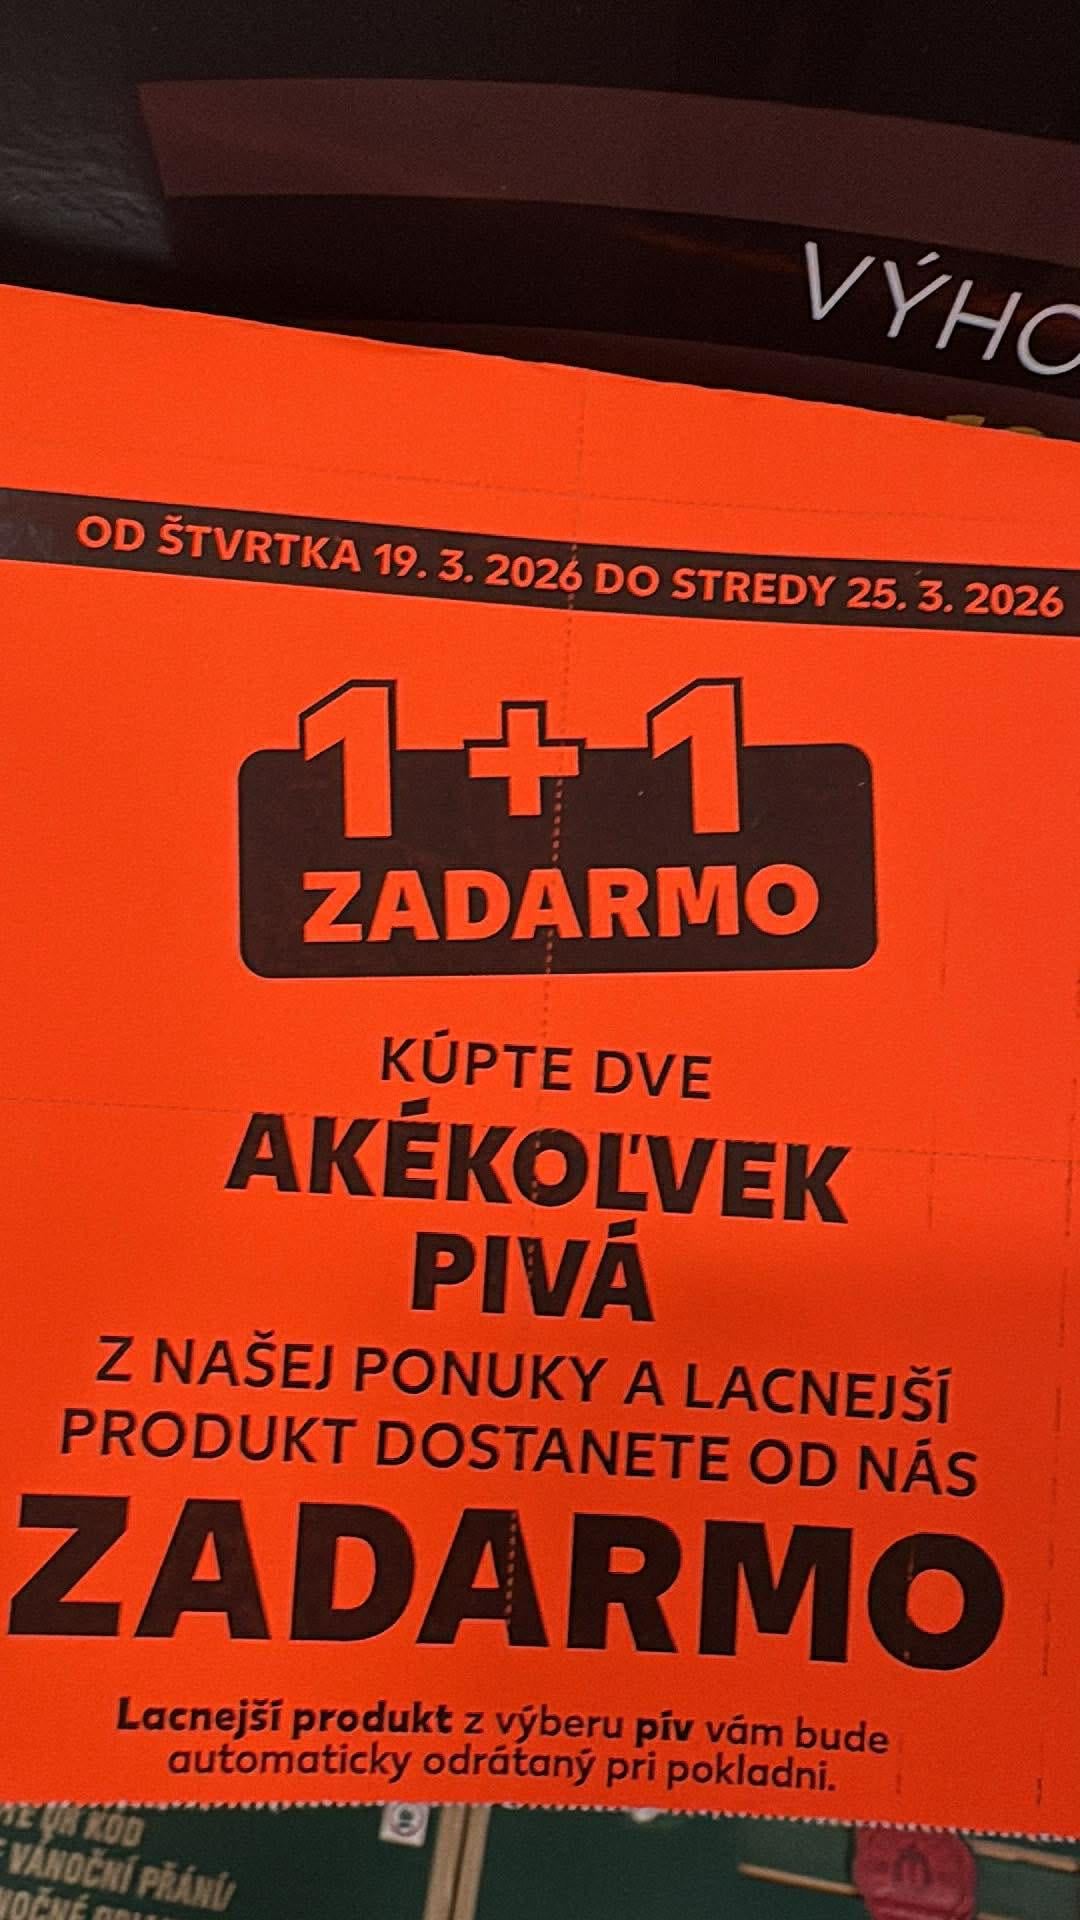 VÝHO
OD ŠTVRTKA 19. 3. 2026 DO STREDY 25. 3. 2026
1 + 1
ZADARMO
KÚPTE DVE
AKÉKOĽVEK
PIVÁ
Z NAŠEJ PONUKY A LACNEJŠÍ
PRODUKT DOSTANETE OD NÁS
ZADARMO
Lacnejší produkt z výberu pív vám bude
automaticky odrátaný pri pokladni.
QR KÓD
VÁNOČNÍ PŘÁNÍ